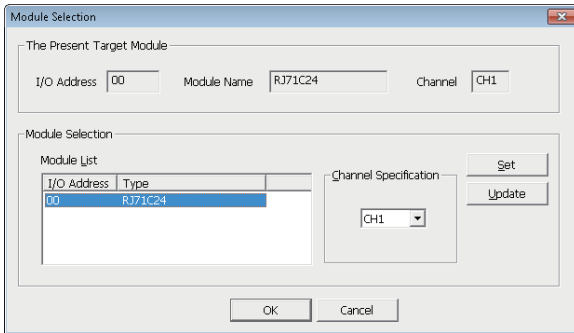 Module Selection
The Present Target Module
I/O Address 00 Module Name RJ71C24 Channel CH1
Module Selection
Module List
I/O Address Type
00 RJ71C24
Channel Specification
CH1
Set
Update
OK Cancel